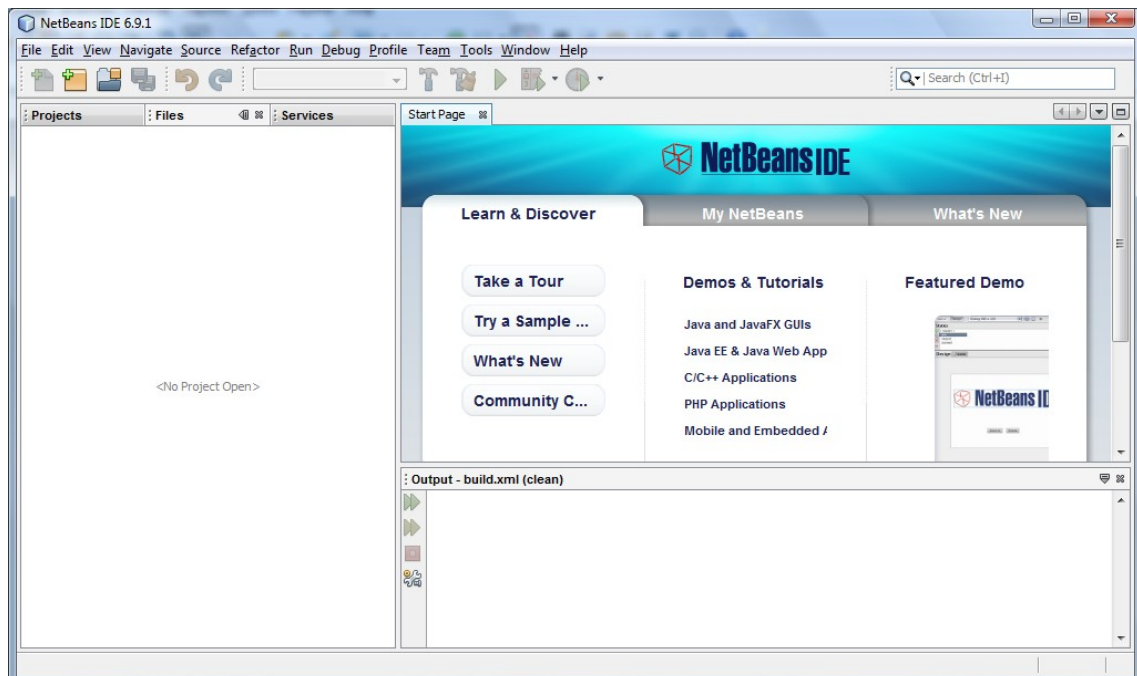 NetBeans IDE 6.9.1
File Edit View Navigate Source Refactor Run Debug Profile Team Tools Window Help
Search (Ctrl+I)
Projects Files Services
Start Page
NetBeans IDE
Learn & Discover My NetBeans What's New
Take a Tour
Try a Sample ...
What's New
Community C...
Demos & Tutorials
Java and JavaFX GUIs
Java EE & Java Web App
C/C++ Applications
PHP Applications
Mobile and Embedded
Featured Demo
NetBeans ID
<No Project Open>
Output - build.xml (clean)